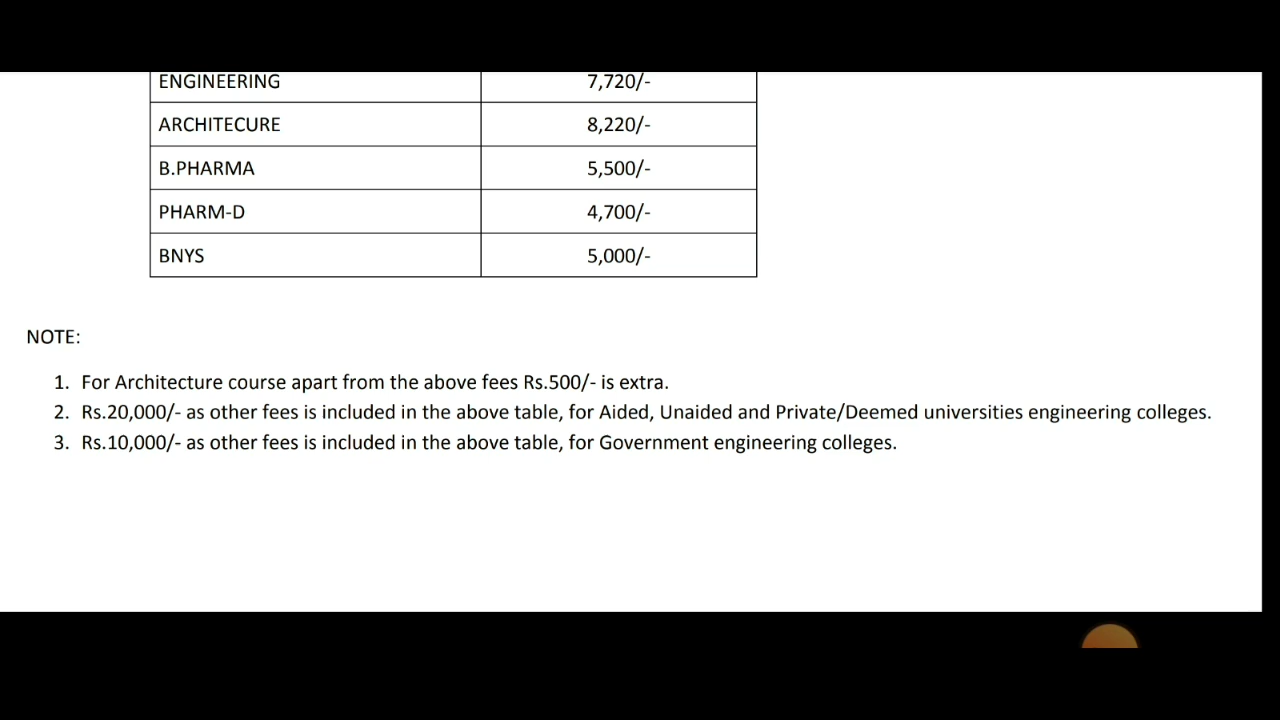 ENGINEERING 7,720/-
ARCHITECURE 8,220/-
B.PHARMA 5,500/-
PHARM-D 4,700/-
BNYS 5,000/-
NOTE:
1. For Architecture course apart from the above fees Rs.500/- is extra.
2. Rs.20,000/- as other fees is included in the above table, for Aided, Unaided and Private/Deemed universities engineering colleges.
3. Rs.10,000/- as other fees is included in the above table, for Government engineering colleges.